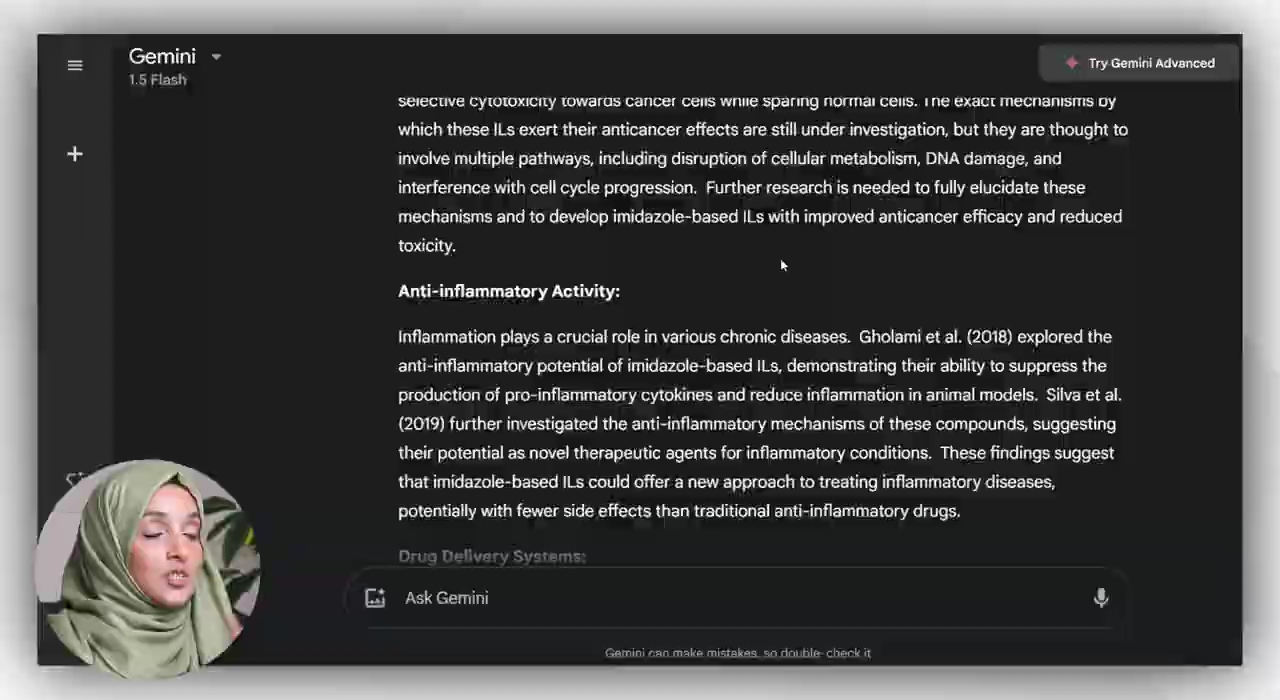 Gemini
1.5 Flash
Try Gemini Advanced
selective cytotoxicity towards cancer cells while sparing normal cells. The exact mechanisms by
which these ILs exert their anticancer effects are still under investigation, but they are thought to
involve multiple pathways, including disruption of cellular metabolism, DNA damage, and
interference with cell cycle progression. Further research is needed to fully elucidate these
mechanisms and to develop imidazole-based ILs with improved anticancer efficacy and reduced
toxicity.
Anti-inflammatory Activity:
Inflammation plays a crucial role in various chronic diseases. Gholami et al. (2018) explored the
anti-inflammatory potential of imidazole-based ILs, demonstrating their ability to suppress the
production of pro-inflammatory cytokines and reduce inflammation in animal models. Silva et al.
(2019) further investigated the anti-inflammatory mechanisms of these compounds, suggesting
their potential as novel therapeutic agents for inflammatory conditions. These findings suggest
that imidazole-based ILs could offer a new approach to treating inflammatory diseases,
potentially with fewer side effects than traditional anti-inflammatory drugs.
Drug Delivery Systems:
Ask Gemini
Gemini can make mistakes, so double-check it